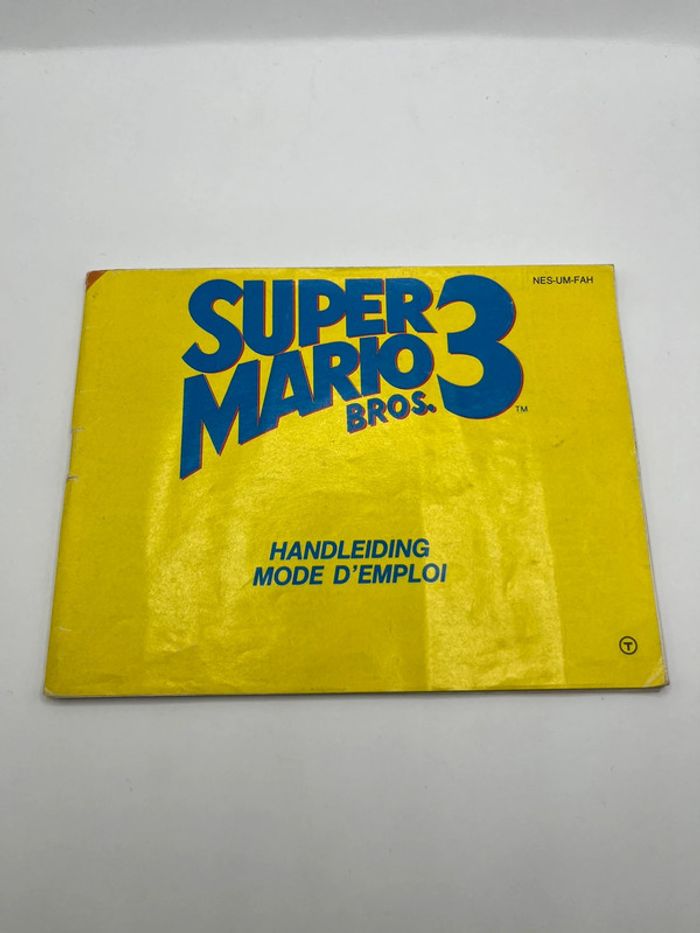 NES-UM-FAH
SUPER
MARIO 3
BROS. TM
HANDLEIDING
MODE D'EMPLOI
T